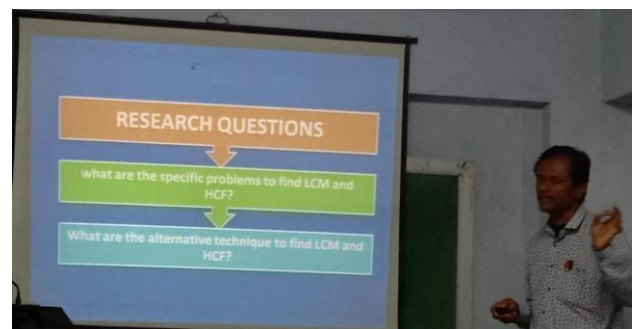 RESEARCH QUESTIONS
what are the specific problems to find LCM and
HCF?
What are the alternative technique to find LCM and
HCF?